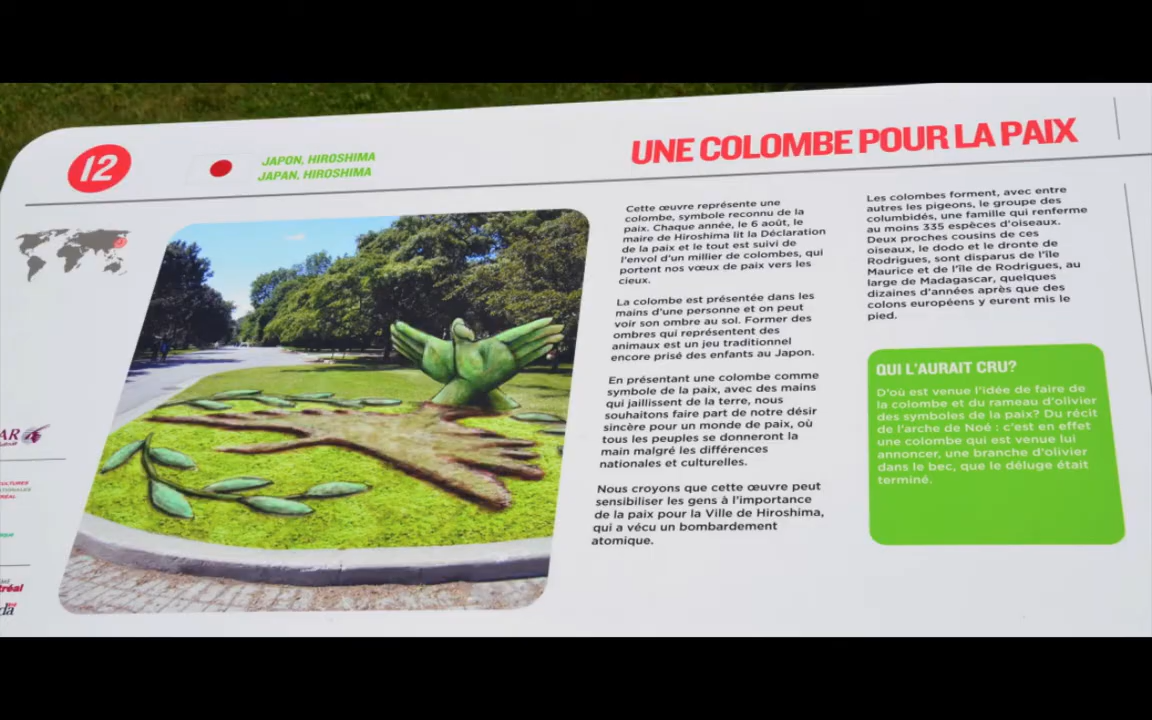 12
JAPON, HIROSHIMA
JAPAN, HIROSHIMA
UNE COLOMBE POUR LA PAIX
Cette œuvre représente une
colombe, symbole reconnu de la
paix. Chaque année, le 6 août, le
maire de Hiroshima lit la Déclaration
de la paix et le tout est suivi de
l'envol d'un millier de colombes, qui
portent nos vœux de paix vers les
cieux.
La colombe est présentée dans les
mains d'une personne et on peut
voir son ombre au sol. Former des
ombres qui représentent des
animaux est un jeu traditionnel
encore prisé des enfants au Japon.
En présentant une colombe comme
symbole de la paix, avec des mains
qui jaillissent de la terre, nous
souhaitons faire part de notre désir
sincère pour un monde de paix, où
tous les peuples se donneront la
main malgré les différences
nationales et culturelles.
Nous croyons que cette œuvre peut
sensibiliser les gens à l'importance
de la paix pour la Ville de Hiroshima,
qui a vécu un bombardement
atomique.
Les colombes forment, avec entre
autres les pigeons, le groupe des
columbidés, une famille qui renferme
au moins 335 espèces d'oiseaux.
Deux proches cousins de ces
oiseaux, le dodo et le dronte de
Rodrigues, sont disparus de l'île
Maurice et de l'île de Rodrigues, au
large de Madagascar, quelques
dizaines d'années après que des
colons européens y eurent mis le
pied.
QUI L'AURAIT CRU?
D'où est venue l'idée de faire de
la colombe et du rameau d'olivier
des symboles de la paix? Du récit
de l'arche de Noé : c'est en effet
une colombe qui est venue lui
annoncer, une branche d'olivier
dans le bec, que le déluge était
terminé.